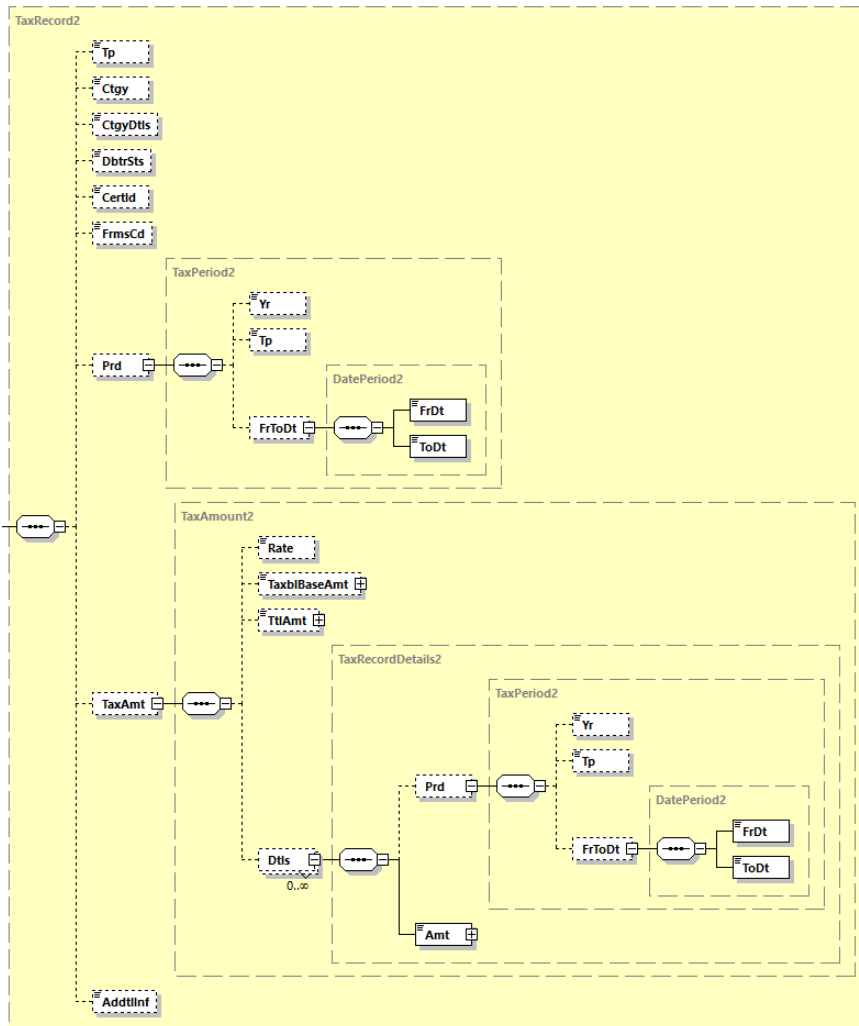 TaxRecord2
Tp
Ctgy
CtgyDtls
DbtrSts
CertId
FrmsCd
TaxPeriod2
Yr
Tp
Prd
DatePeriod2
FrDt
FrToDt
ToDt
TaxAmount2
Rate
TaxblBaseAmt
TtlAmt
TaxRecordDetails2
TaxPeriod2
TaxAmt
Yr
Tp
Prd
DatePeriod2
FrDt
FrToDt
Dtls
ToDt
0..∞
Amt
AddtlInf